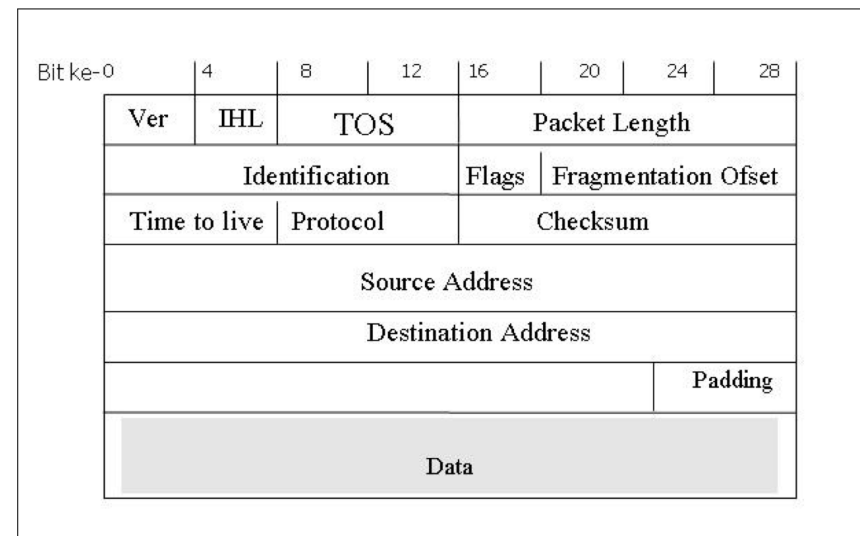 Bit ke-0 4 8 12 16 20 24 28
Ver IHL TOS Packet Length
Identification Flags Fragmentation Ofset
Time to live Protocol Checksum
Source Address
Destination Address
Padding
Data